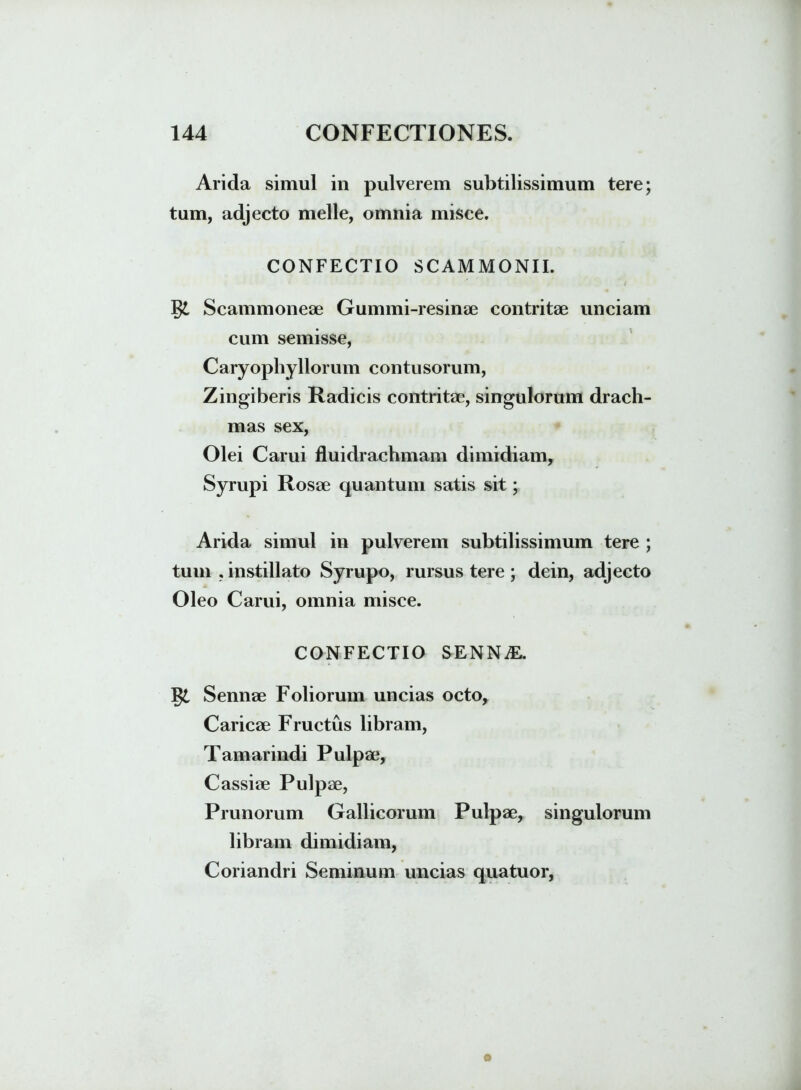 144 CONFECTIONES.
Arida simul in pulverem subtilissimum tere;
tum, adjecto melle, omnia misce.
CONFECTIO SCAMMONII.
℞ Scammoneæ Gummi-resinæ contritæ unciam
cum semisse,
Caryophyllorum contusorum,
Zingiberis Radicis contritæ, singulorum drach-
mas sex,
Olei Carui fluidrachmam dimidiam,
Syrupi Rosæ quantum satis sit;
Arida simul in pulverem subtilissimum tere;
tum , instillato Syrupo, rursus tere; dein, adjecto
Oleo Carui, omnia misce.
CONFECTIO SENNÆ.
℞ Sennæ Foliorum uncias octo,
Caricæ Fructûs libram,
Tamarindi Pulpæ,
Cassiæ Pulpæ,
Prunorum Gallicorum Pulpæ, singulorum
libram dimidiam,
Coriandri Seminum uncias quatuor,